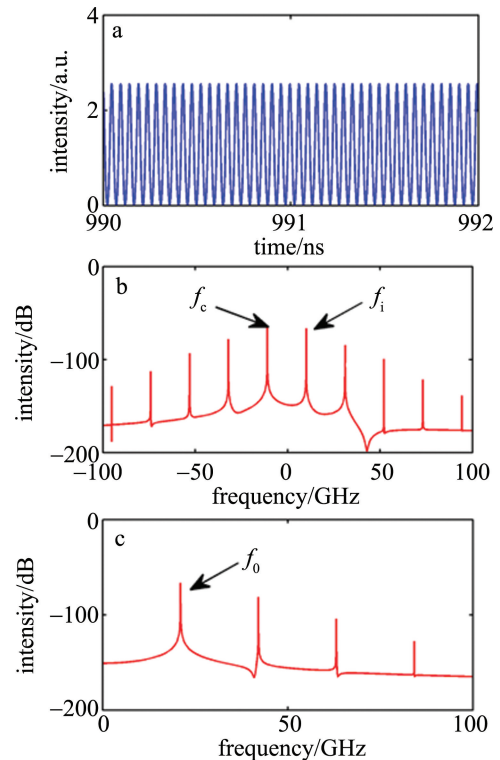 a
4
2
0
intensity/a.u.
990
991
992
time/ns
b
f_c
f_i
0
−100
−200
intensity/dB
−100
−50
0
50
100
frequency/GHz
c
f_0
0
−100
−200
intensity/dB
0
50
100
frequency/GHz